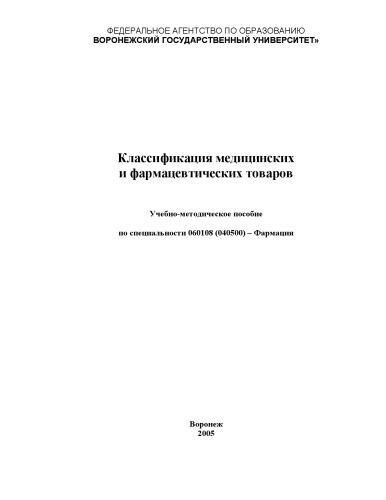 ФЕДЕРАЛЬНОЕ АГЕНТСТВО ПО ОБРАЗОВАНИЮ
ВОРОНЕЖСКИЙ ГОСУДАРСТВЕННЫЙ УНИВЕРСИТЕТ»
Классификация медицинских
и фармацевтических товаров
Учебно-методическое пособие
по специальности 060108 (040500) – Фармация
Воронеж
2005